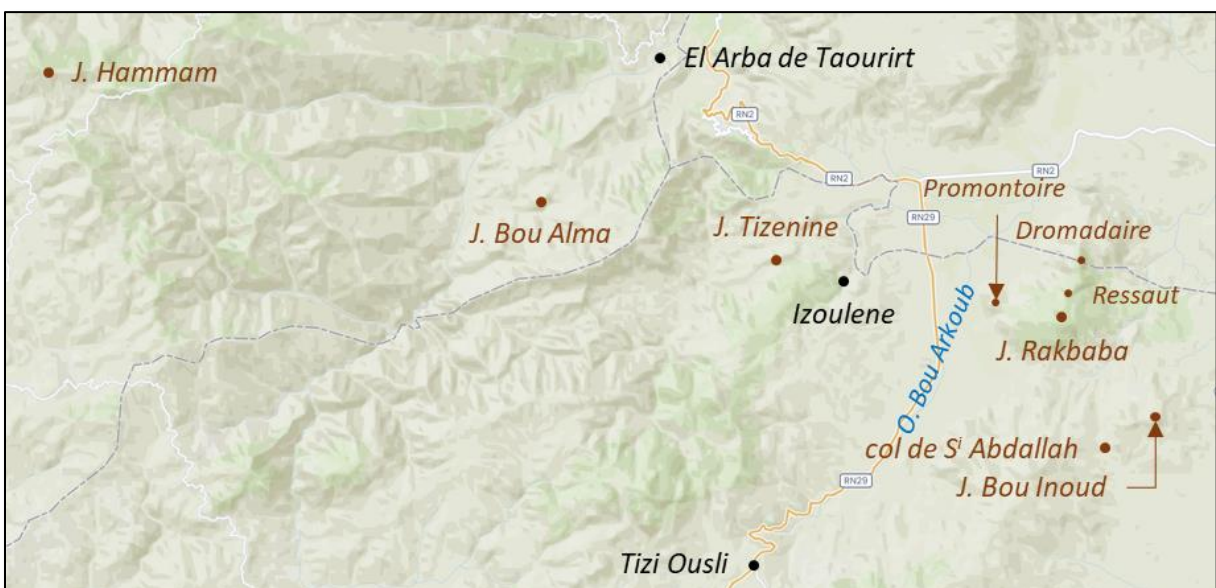 El Arba de Taourirt
J. Hammam
RN2
RN2
RN2
Promontoire
J. Bou Alma
J. Tizenine
RN29
Dromadaire
Izoulene
Ressaut
J. Rakbaba
O. Bou Arkoub
col de Sⁱ Abdallah
J. Bou Inoud
RN29
Tizi Ousli